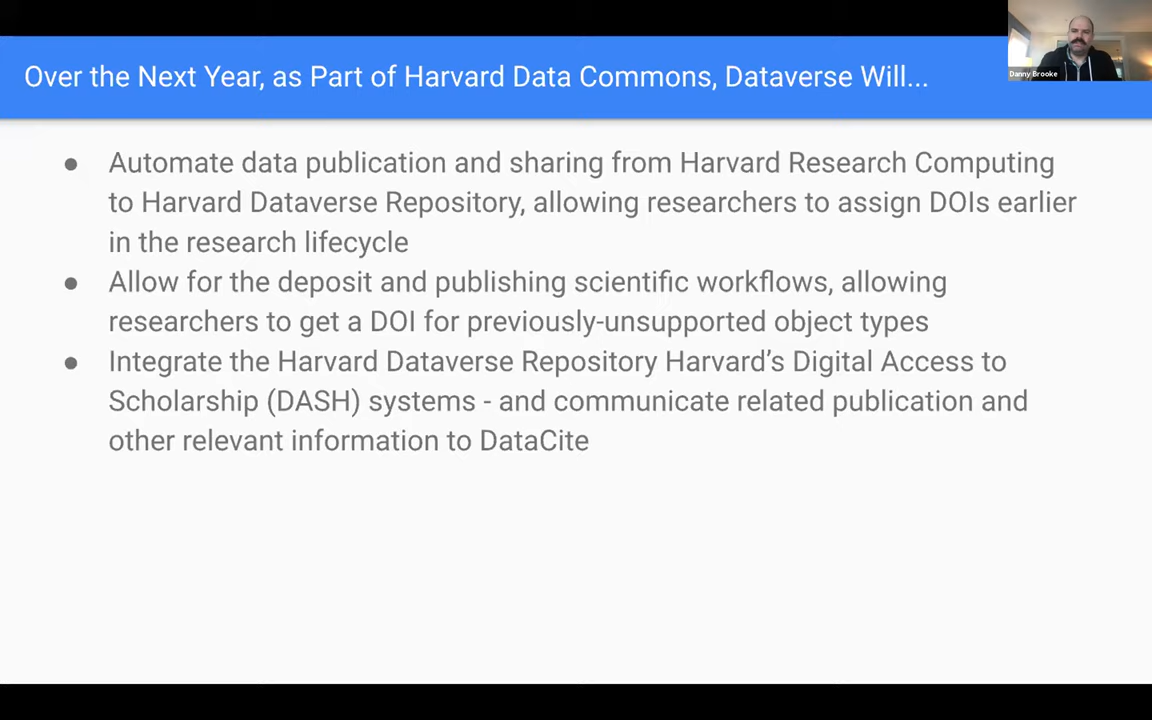 Over the Next Year, as Part of Harvard Data Commons, Dataverse Will...
Danny Brooke
● Automate data publication and sharing from Harvard Research Computing
to Harvard Dataverse Repository, allowing researchers to assign DOIs earlier
in the research lifecycle
● Allow for the deposit and publishing scientific workflows, allowing
researchers to get a DOI for previously-unsupported object types
● Integrate the Harvard Dataverse Repository Harvard’s Digital Access to
Scholarship (DASH) systems - and communicate related publication and
other relevant information to DataCite